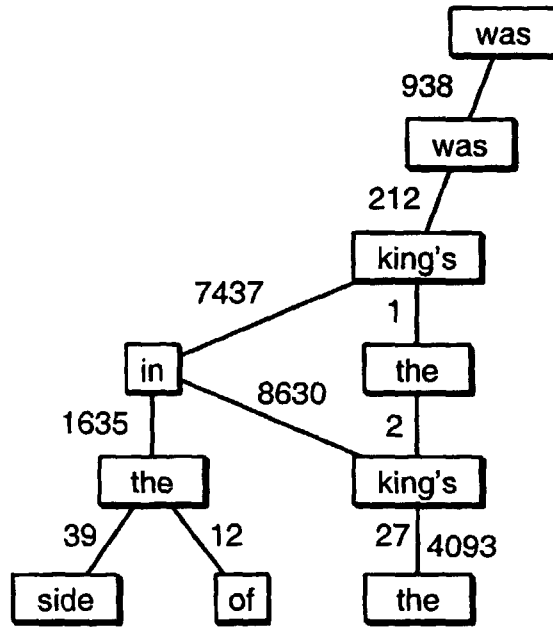 was
938
was
212
king's
7437
1
in
the
8630
1635
2
the
king's
39
12
27
4093
side
of
the